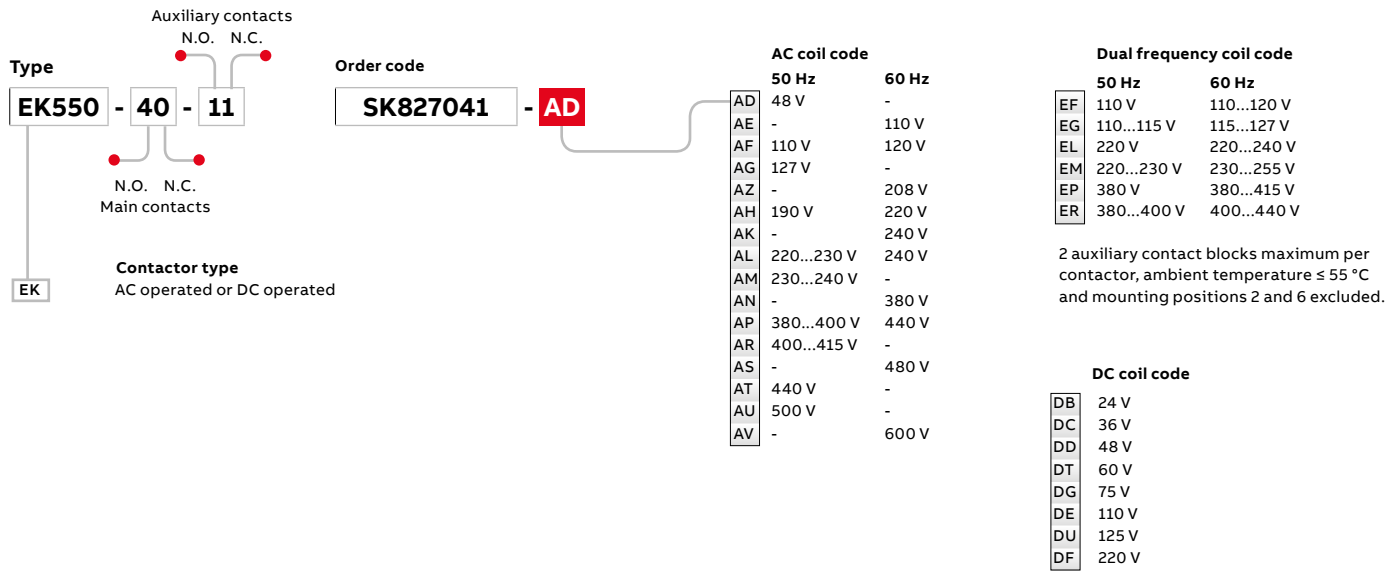 Auxiliary contacts
N.O. N.C.
Type
EK550 - 40 - 11
N.O. N.C.
Main contacts
EK
Contactor type
AC operated or DC operated
Order code
SK827041 - AD
AC coil code
50 Hz 60 Hz
AD 48 V -
AE - 110 V
AF 110 V 120 V
AG 127 V -
AZ - 208 V
AH 190 V 220 V
AK - 240 V
AL 220...230 V 240 V
AM 230...240 V -
AN - 380 V
AP 380...400 V 440 V
AR 400...415 V -
AS - 480 V
AT 440 V -
AU 500 V -
AV - 600 V
Dual frequency coil code
50 Hz 60 Hz
EF 110 V 110...120 V
EG 110...115 V 115...127 V
EL 220 V 220...240 V
EM 220...230 V 230...255 V
EP 380 V 380...415 V
ER 380...400 V 400...440 V
2 auxiliary contact blocks maximum per
contactor, ambient temperature ≤ 55 °C
and mounting positions 2 and 6 excluded.
DC coil code
DB 24 V
DC 36 V
DD 48 V
DT 60 V
DG 75 V
DE 110 V
DU 125 V
DF 220 V